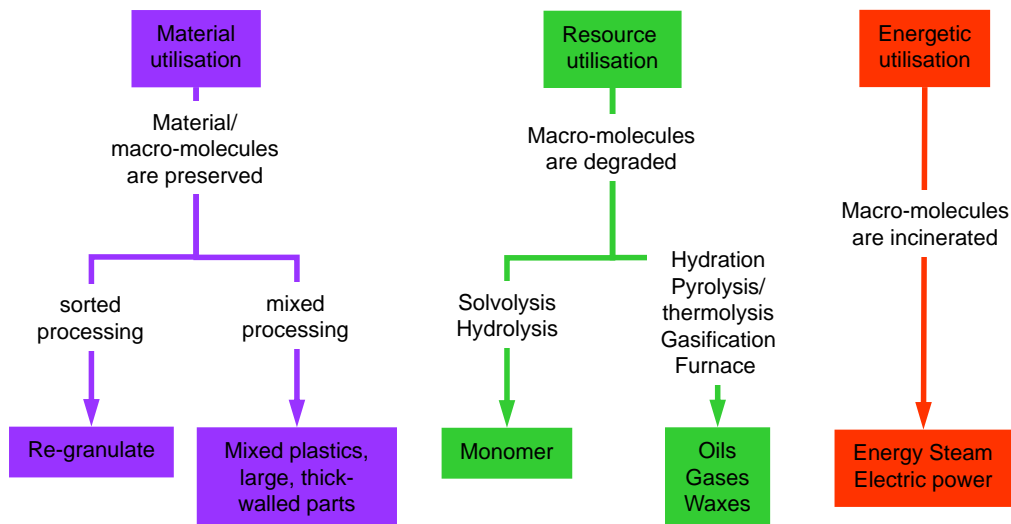 Material
utilisation
Resource
utilisation
Energetic
utilisation
Material/
macro-molecules
are preserved
Macro-molecules
are degraded
Macro-molecules
are incinerated
sorted
processing
mixed
processing
Solvolysis
Hydrolysis
Hydration
Pyrolysis/
thermolysis
Gasification
Furnace
Re-granulate
Mixed plastics,
large, thick-
walled parts
Monomer
Oils
Gases
Waxes
Energy Steam
Electric power